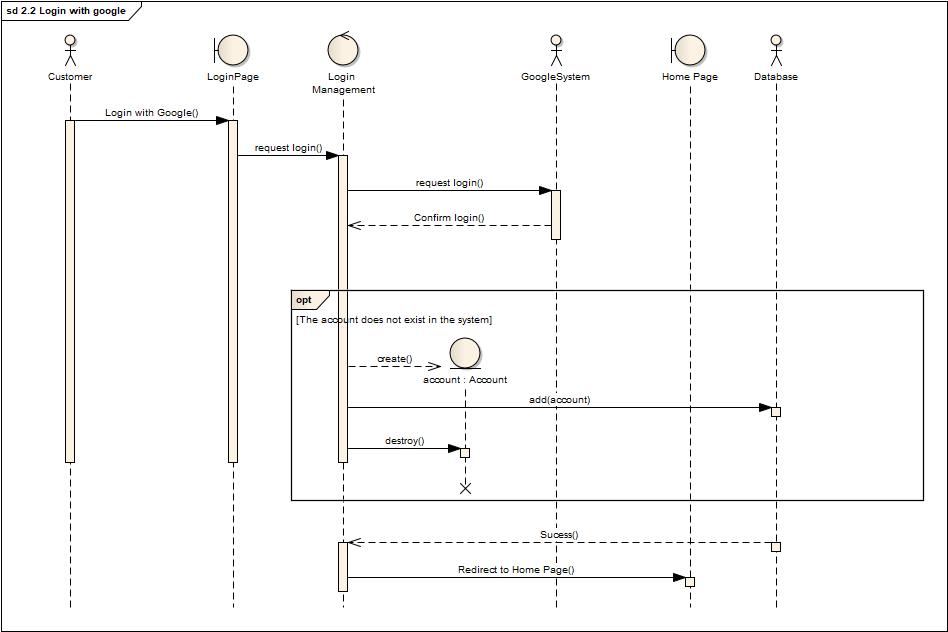 sd 2.2 Login with google
Customer
LoginPage
Login
Management
GoogleSystem
Home Page
Database
Login with Google()
request login()
request login()
Confirm login()
opt
[The account does not exist in the system]
create()
account : Account
add(account)
destroy()
Sucess()
Redirect to Home Page()